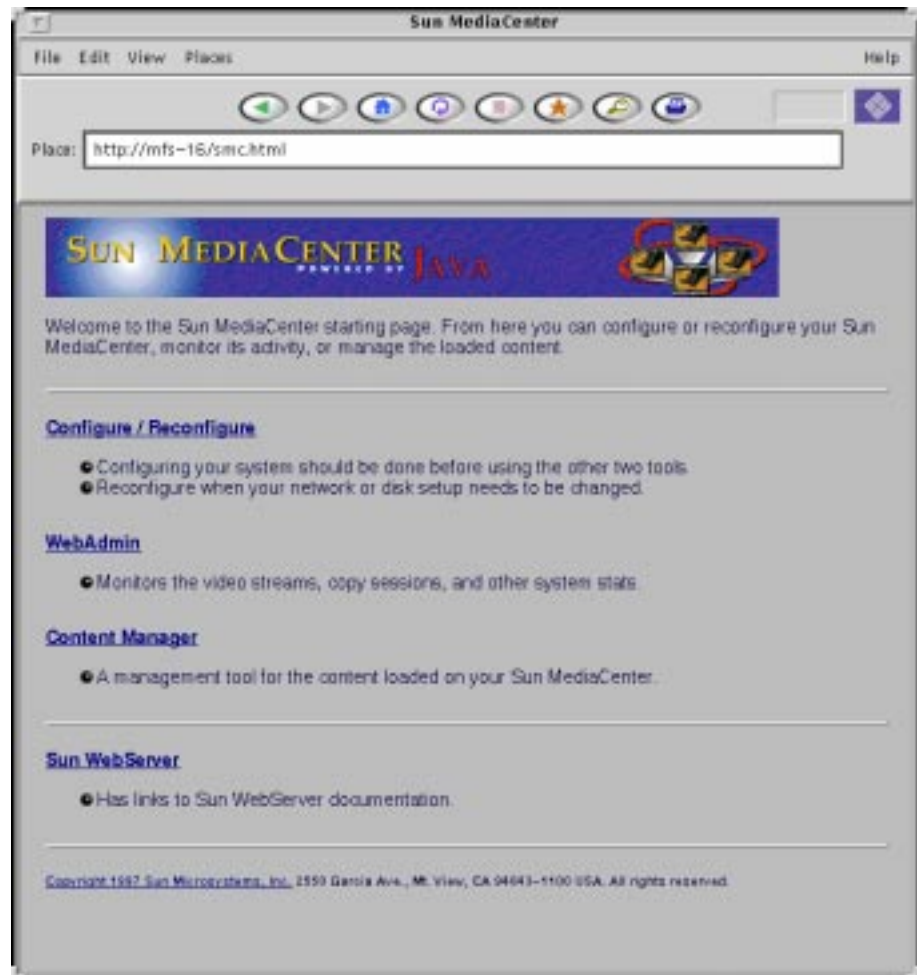 Sun MediaCenter
File Edit View Places Help
Place: http://mfs-16/smc.html
SUN MEDIACENTER
POWERED BY JAVA
Welcome to the Sun MediaCenter starting page. From here you can configure or reconfigure your Sun
MediaCenter, monitor its activity, or manage the loaded content.
Configure / Reconfigure
Configuring your system should be done before using the other two tools.
Reconfigure when your network or disk setup needs to be changed.
WebAdmin
Monitors the video streams, copy sessions, and other system stats.
Content Manager
A management tool for the content loaded on your Sun MediaCenter.
Sun WebServer
Has links to Sun WebServer documentation.
Copyright 1997 Sun Microsystems, Inc. 2550 Garcia Ave., Mt. View, CA 94043-1100 USA. All rights reserved.